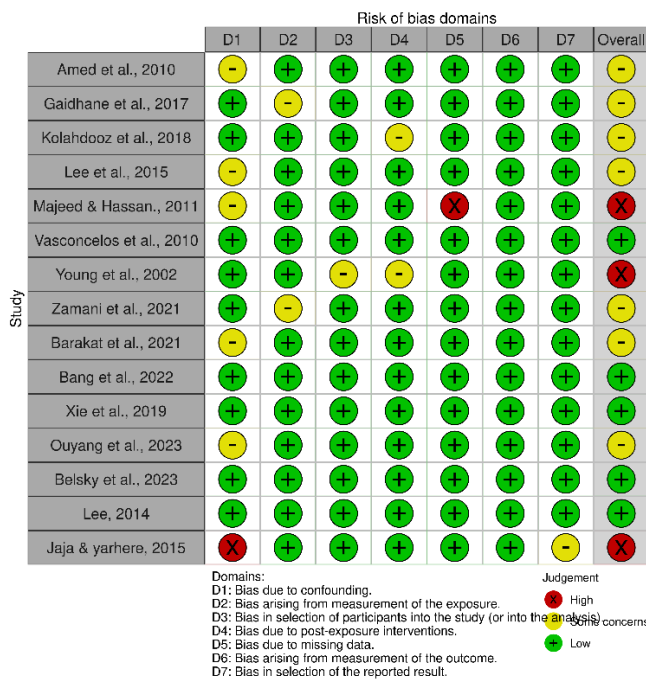 Risk of bias domains
D1 D2 D3 D4 D5 D6 D7 Overall
Study
Amed et al., 2010 - + + + + + + -
Gaidhane et al., 2017 + - + + + + + -
Kolahdooz et al., 2018 + + + - + + + -
Lee et al., 2015 - + + + + + + -
Majeed & Hassan., 2011 - + + + X + + X
Vasconcelos et al., 2010 + + + + + + + +
Young et al., 2002 + + - - + + + X
Zamani et al., 2021 + - + + + + + -
Barakat et al., 2021 - + + + + + + -
Bang et al., 2022 + + + + + + + +
Xie et al., 2019 + + + + + + + +
Ouyang et al., 2023 - + + + + + + -
Belsky et al., 2023 + + + + + + + +
Lee, 2014 + + + + + + + +
Jaja & yarhere, 2015 X + + + + + - X
Domains:
D1: Bias due to confounding.
D2: Bias arising from measurement of the exposure.
D3: Bias in selection of participants into the study (or into the analysis)
D4: Bias due to post-exposure interventions.
D5: Bias due to missing data.
D6: Bias arising from measurement of the outcome.
D7: Bias in selection of the reported result.
Judgement
X High
- Some concerns
+ Low